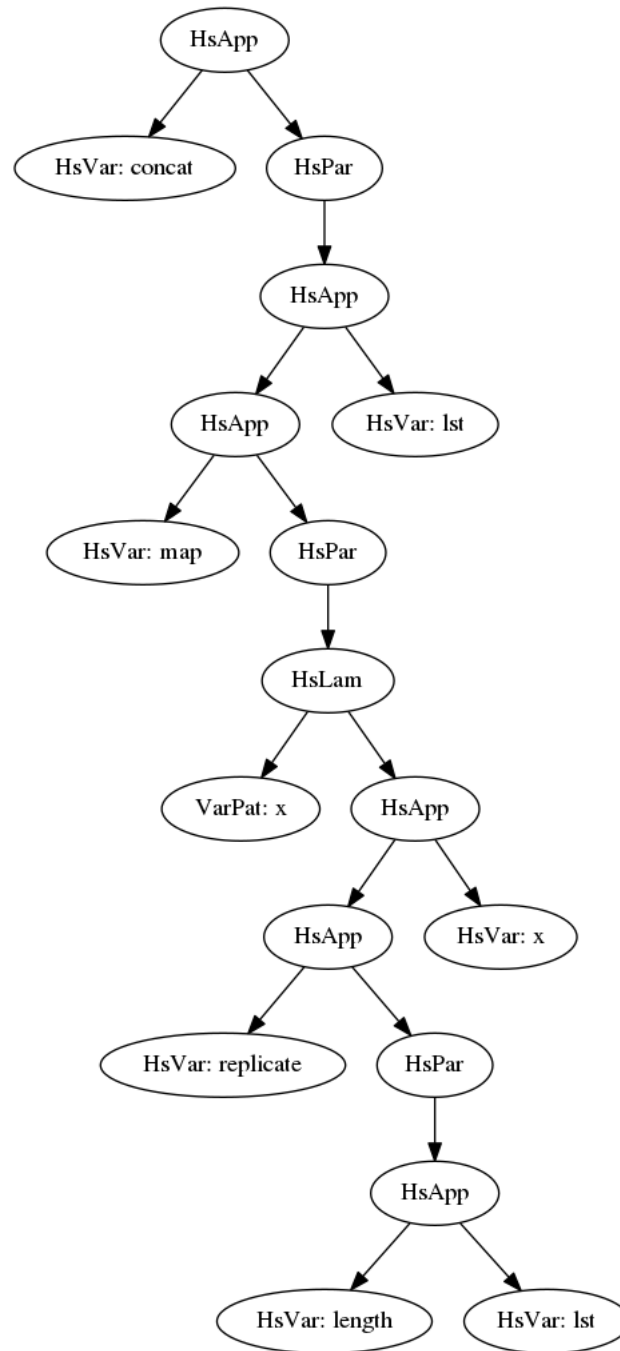 HsApp
HsVar: concat
HsPar
HsApp
HsApp
HsVar: lst
HsVar: map
HsPar
HsLam
VarPat: x
HsApp
HsApp
HsVar: x
HsVar: replicate
HsPar
HsApp
HsVar: length
HsVar: lst